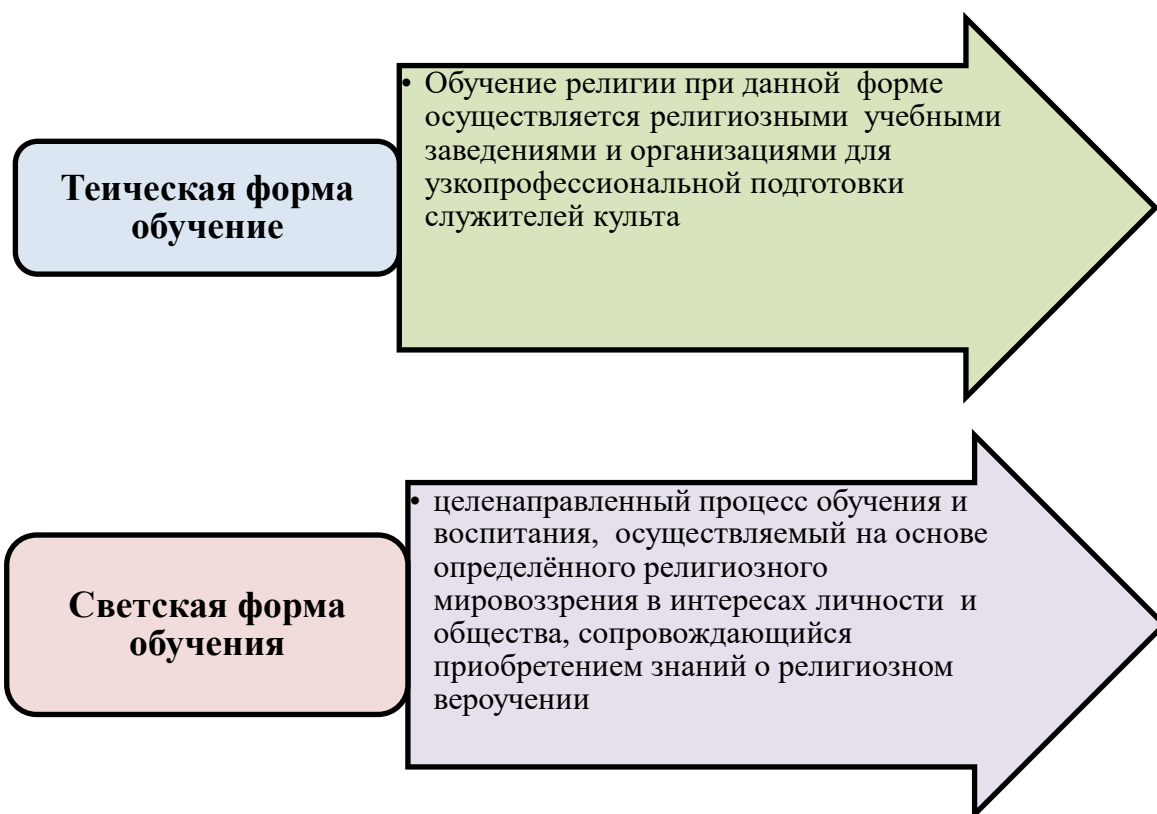 Теическая форма
обучение
• Обучение религии при данной форме
осуществляется религиозными учебными
заведениями и организациями для
узкопрофессиональной подготовки
служителей культа
Светская форма
обучения
• целенаправленный процесс обучения и
воспитания, осуществляемый на основе
определённого религиозного
мировоззрения в интересах личности и
общества, сопровождающийся
приобретением знаний о религиозном
вероучении